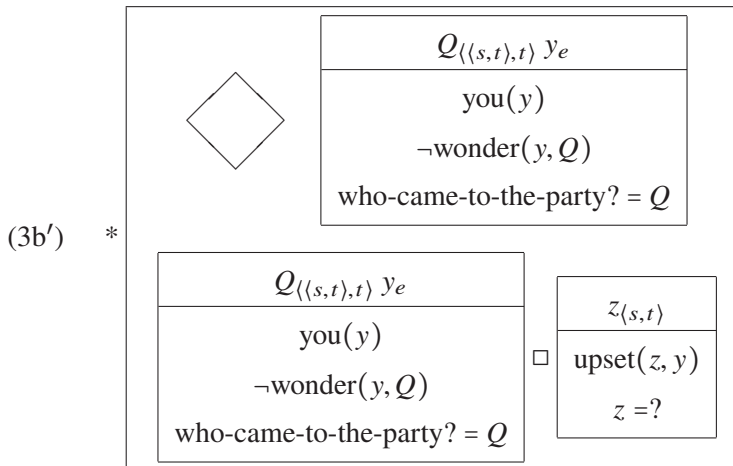 Q⟨⟨s,t⟩,t⟩ y_e
you(y)
¬wonder(y, Q)
who-came-to-the-party? = Q
(3b′) *
Q⟨⟨s,t⟩,t⟩ y_e
you(y)
¬wonder(y, Q)
who-came-to-the-party? = Q
□
z⟨s,t⟩
upset(z, y)
z =?